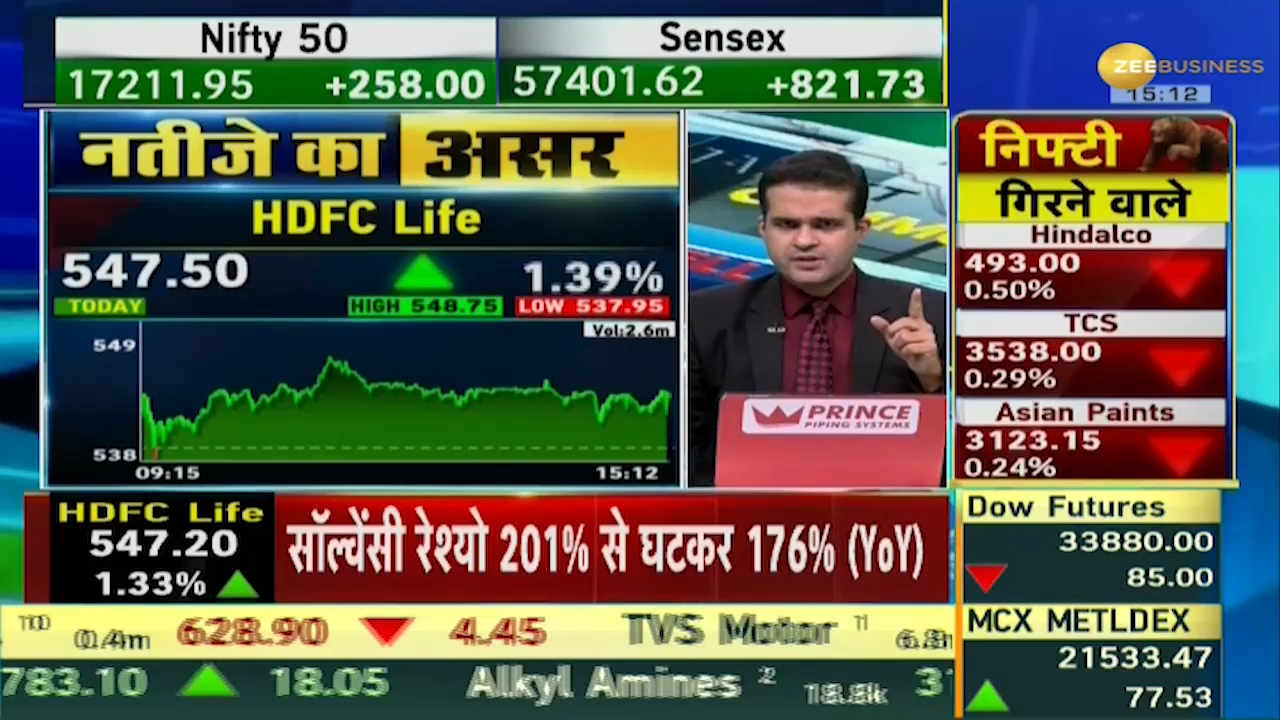 Nifty 50
17211.95 +258.00
Sensex
57401.62 +821.73
ZEEBUSINESS
15:12
नतीजे का असर
HDFC Life
547.50 1.39%
TODAY HIGH 548.75 LOW 537.95
Vol:2.6m
549
538
09:15 15:12
PRINCE
PIPING SYSTEMS
निफ्टी
गिरने वाले
Hindalco
493.00
0.50%
TCS
3538.00
0.29%
Asian Paints
3123.15
0.24%
HDFC Life
547.20
1.33%
सॉल्वेंसी रेश्यो 201% से घटकर 176% (YoY)
Dow Futures
33880.00
85.00
MCX METLDEX
21533.47
77.53
0.4m 628.90 4.45 TVS Motor
783.10 18.05 Alkyl Amines 18.8k